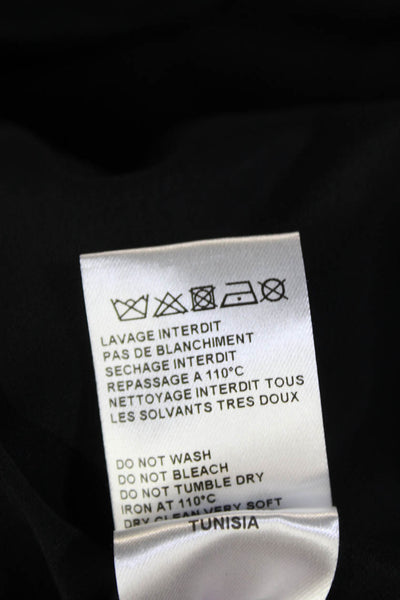 LAVAGE INTERDIT
PAS DE BLANCHIMENT
SECHAGE INTERDIT
REPASSAGE A 110°C
NETTOYAGE INTERDIT TOUS
LES SOLVANTS TRES DOUX
DO NOT WASH
DO NOT BLEACH
DO NOT TUMBLE DRY
IRON AT 110°C
DRY CLEAN VERY SOFT
TUNISIA